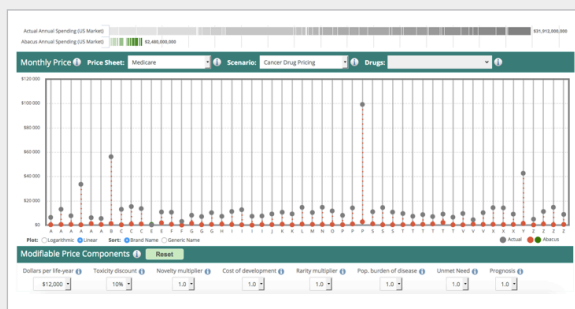 Actual Annual Spending (US Market) $31,913,000,000
Abacus Annual Spending (US Market) $2,460,000,000
Monthly Price Price Sheet: Medicare Scenario: Cancer Drug Pricing Drugs:
$120,000
$100,000
$80,000
$60,000
$40,000
$20,000
$0
Plot: Logarithmic Linear Sort: Brand Name Generic Name Actual Abacus
Modifiable Price Components Reset
Dollars per life-year Toxicity discount Novelty multiplier Cost of development Rarity multiplier Pop. burden of disease Unmet Need Prognosis
$12,000 10% 1.0 1.0 1.0 1.0 1.0 1.0